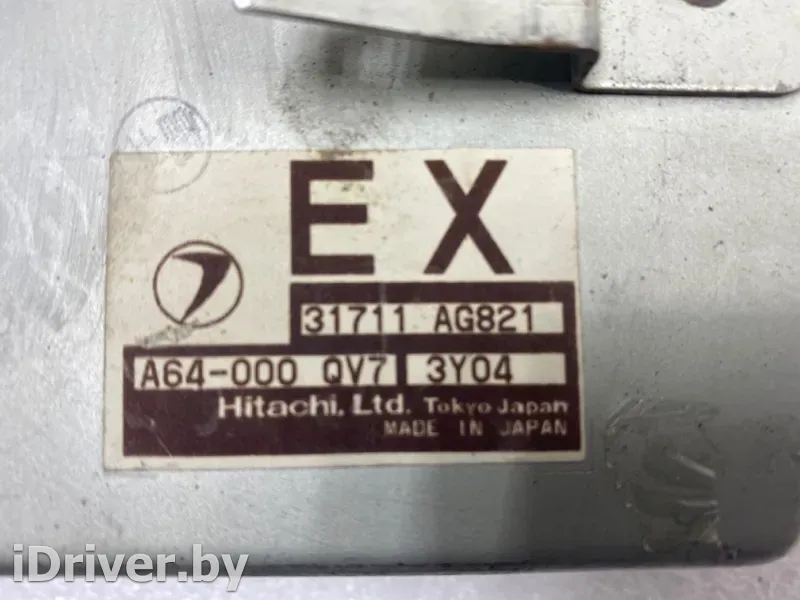 EX
31711 AG821
A64-000 QV7 3Y04
Hitachi, Ltd. Tokyo Japan
MADE IN JAPAN
iDriver.by